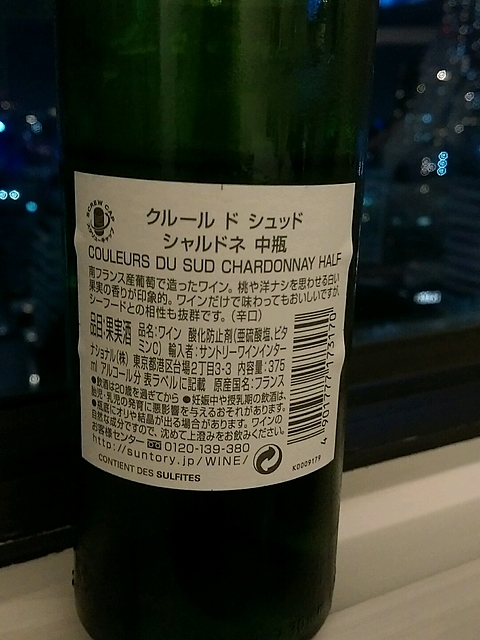 SCREW CAP
クルール ド シュッド
シャルドネ 中瓶
COULEURS DU SUD CHARDONNAY HALF
南フランス産葡萄で造ったワイン。桃や洋ナシを思わせる白い
果実の香りが印象的。ワインだけで味わってもおいしいですが、
シーフードとの相性も抜群です。(辛口)
品目:果実酒 品名:ワイン 酸化防止剤(亜硫酸塩、ビタ
ミンC) 輸入者:サントリーワインインター
ナショナル(株) 東京都港区台場2丁目3-3 内容量:375
ml アルコール分 表ラベルに記載 原産国名:フランス
●飲酒は20歳を過ぎてから ●妊娠中や授乳期の飲酒は、
胎児・乳児の発育に悪影響を与えるおそれがあります。
●瓶底にオリや結晶が出る場合があります。ワインの
自然な成分ですので、沈めて上澄みをお飲みください。
お客様センター 0120-139-380
http://suntory.jp/WINE/
CONTIENT DES SULFITES
4 901777 173170
K0009179